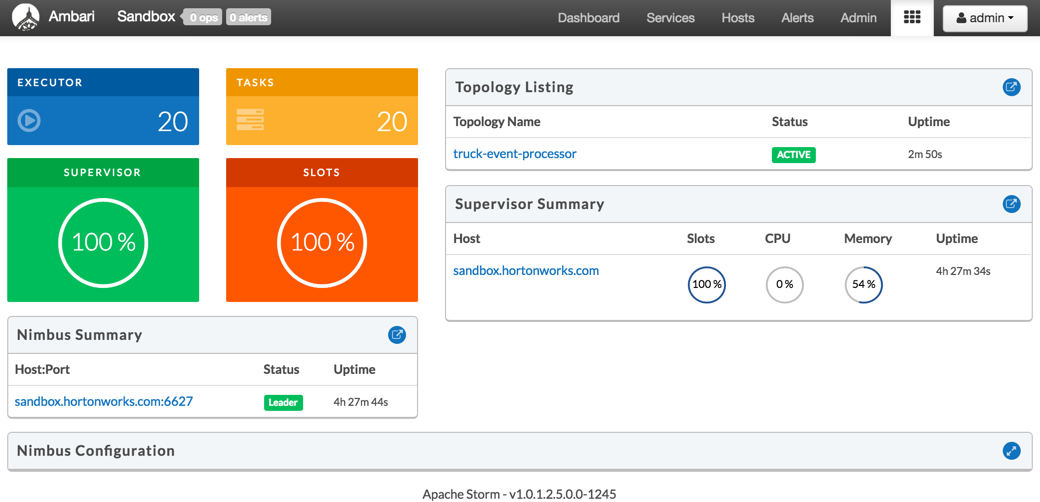 Ambari Sandbox 0 ops 0 alerts Dashboard Services Hosts Alerts Admin admin
EXECUTOR
20
TASKS
20
SUPERVISOR
100 %
SLOTS
100 %
Nimbus Summary
Host:Port Status Uptime
sandbox.hortonworks.com:6627 Leader 4h 27m 44s
Topology Listing
Topology Name Status Uptime
truck-event-processor ACTIVE 2m 50s
Supervisor Summary
Host Slots CPU Memory Uptime
sandbox.hortonworks.com 100 % 0 % 54 % 4h 27m 34s
Nimbus Configuration
Apache Storm - v1.0.1.2.5.0.0-1245